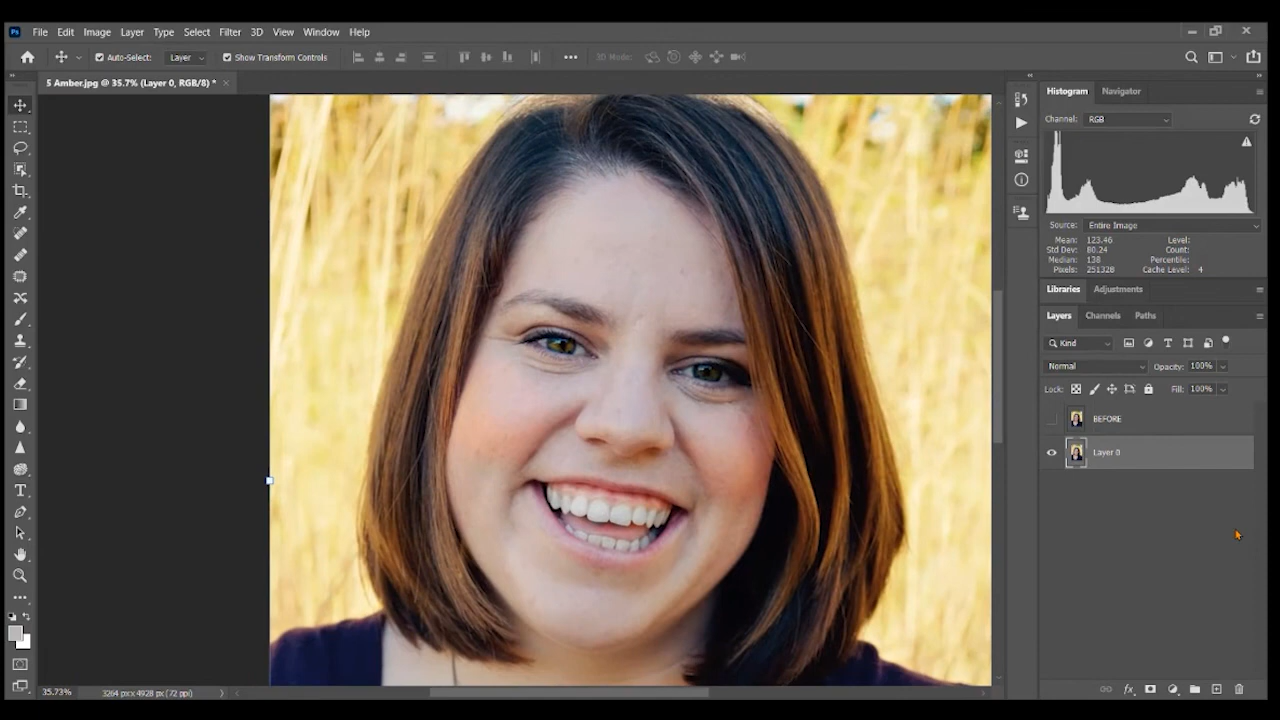 Ps File Edit Image Layer Type Select Filter 3D View Window Help
Auto-Select: Layer Show Transform Controls 3D Mode:
5 Amber.jpg @ 35.7% (Layer 0, RGB/8) *
Histogram Navigator
Channel: RGB
Source: Entire Image
Mean: 123.46 Level:
Std Dev: 80.24 Count:
Median: 138 Percentile:
Pixels: 251328 Cache Level: 4
Libraries Adjustments
Layers Channels Paths
Kind
Normal Opacity: 100%
Lock: Fill: 100%
BEFORE
Layer 0
35.73% 3264 px x 4928 px (72 ppi)
fx